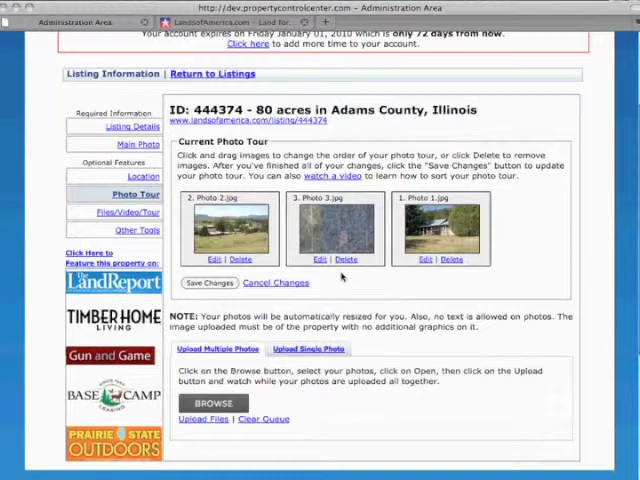 http://dev.propertycontrolcenter.com – Administration Area
Administration Area
LandsofAmerica.com – Land for...
Your account expires on Friday January 01, 2010 which is only 72 days from now.
Click here to add more time to your account.
Listing Information | Return to Listings
Required Information
Listing Details
Main Photo
Optional Features
Location
Photo Tour
Files/Video/Tour
Other Tools
Click Here to
Feature this property on:
The LandReport
TIMBER HOME
LIVING
Gun and Game
BASE CAMP
LEASING
PRAIRIE STATE
OUTDOORS
ID: 444374 - 80 acres in Adams County, Illinois
www.landsofamerica.com/listing/444374
Current Photo Tour
Click and drag images to change the order of your photo tour, or click Delete to remove
images. After you've finished all of your changes, click the "Save Changes" button to update
your photo tour. You can also watch a video to learn how to sort your photo tour.
2. Photo 2.jpg
Edit | Delete
3. Photo 3.jpg
Edit | Delete
1. Photo 1.jpg
Edit | Delete
Save Changes Cancel Changes
NOTE: Your photos will be automatically resized for you. Also, no text is allowed on photos. The
image uploaded must be of the property with no additional graphics on it.
Upload Multiple Photos Upload Single Photo
Click on the Browse button, select your photos, click on Open, then click on the Upload
button and watch while your photos are uploaded all together.
BROWSE
Upload Files | Clear Queue